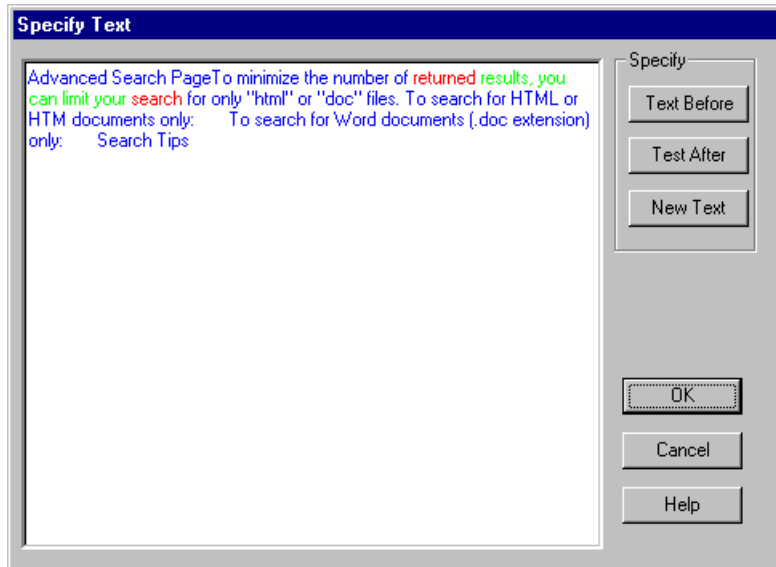 Specify Text
Advanced Search PageTo minimize the number of returned results, you
can limit your search for only "html" or "doc" files. To search for HTML or
HTM documents only:      To search for Word documents (.doc extension)
only:      Search Tips
Specify
Text Before
Test After
New Text
OK
Cancel
Help